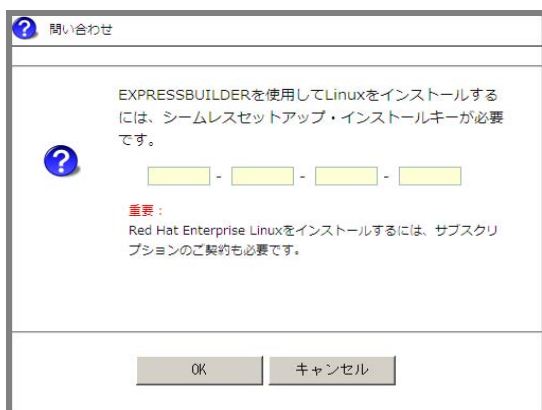 問い合わせ
EXPRESSBUILDERを使用してLinuxをインストールする
には、シームレスセットアップ・インストールキーが必要
です。
- - -
重要：
Red Hat Enterprise Linuxをインストールするには、サブスクリ
プションのご契約も必要です。
OK キャンセル